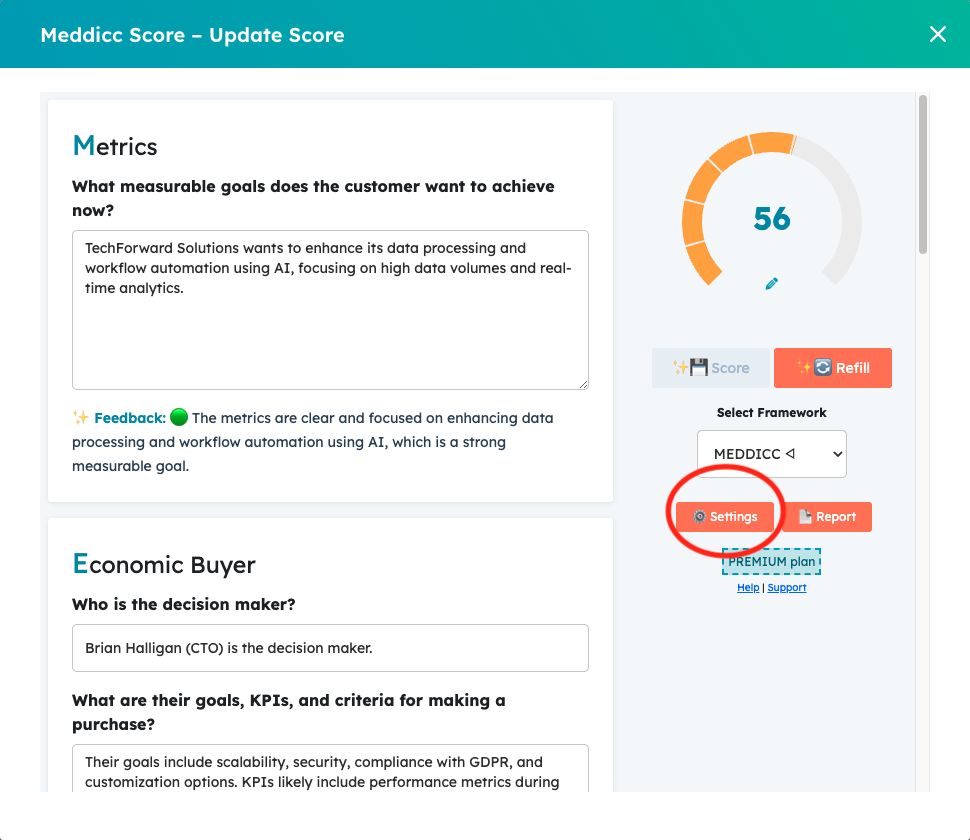 Meddicc Score – Update Score
Metrics
What measurable goals does the customer want to achieve
now?
TechForward Solutions wants to enhance its data processing and
workflow automation using AI, focusing on high data volumes and real-
time analytics.
✨ Feedback: 🟢 The metrics are clear and focused on enhancing data
processing and workflow automation using AI, which is a strong
measurable goal.
Economic Buyer
Who is the decision maker?
Brian Halligan (CTO) is the decision maker.
What are their goals, KPIs, and criteria for making a
purchase?
Their goals include scalability, security, compliance with GDPR, and
customization options. KPIs likely include performance metrics during
56
✨💾 Score
✨🔄 Refill
Select Framework
MEDDICC ᐊ
⚙️ Settings
📄 Report
PREMIUM plan
Help | Support